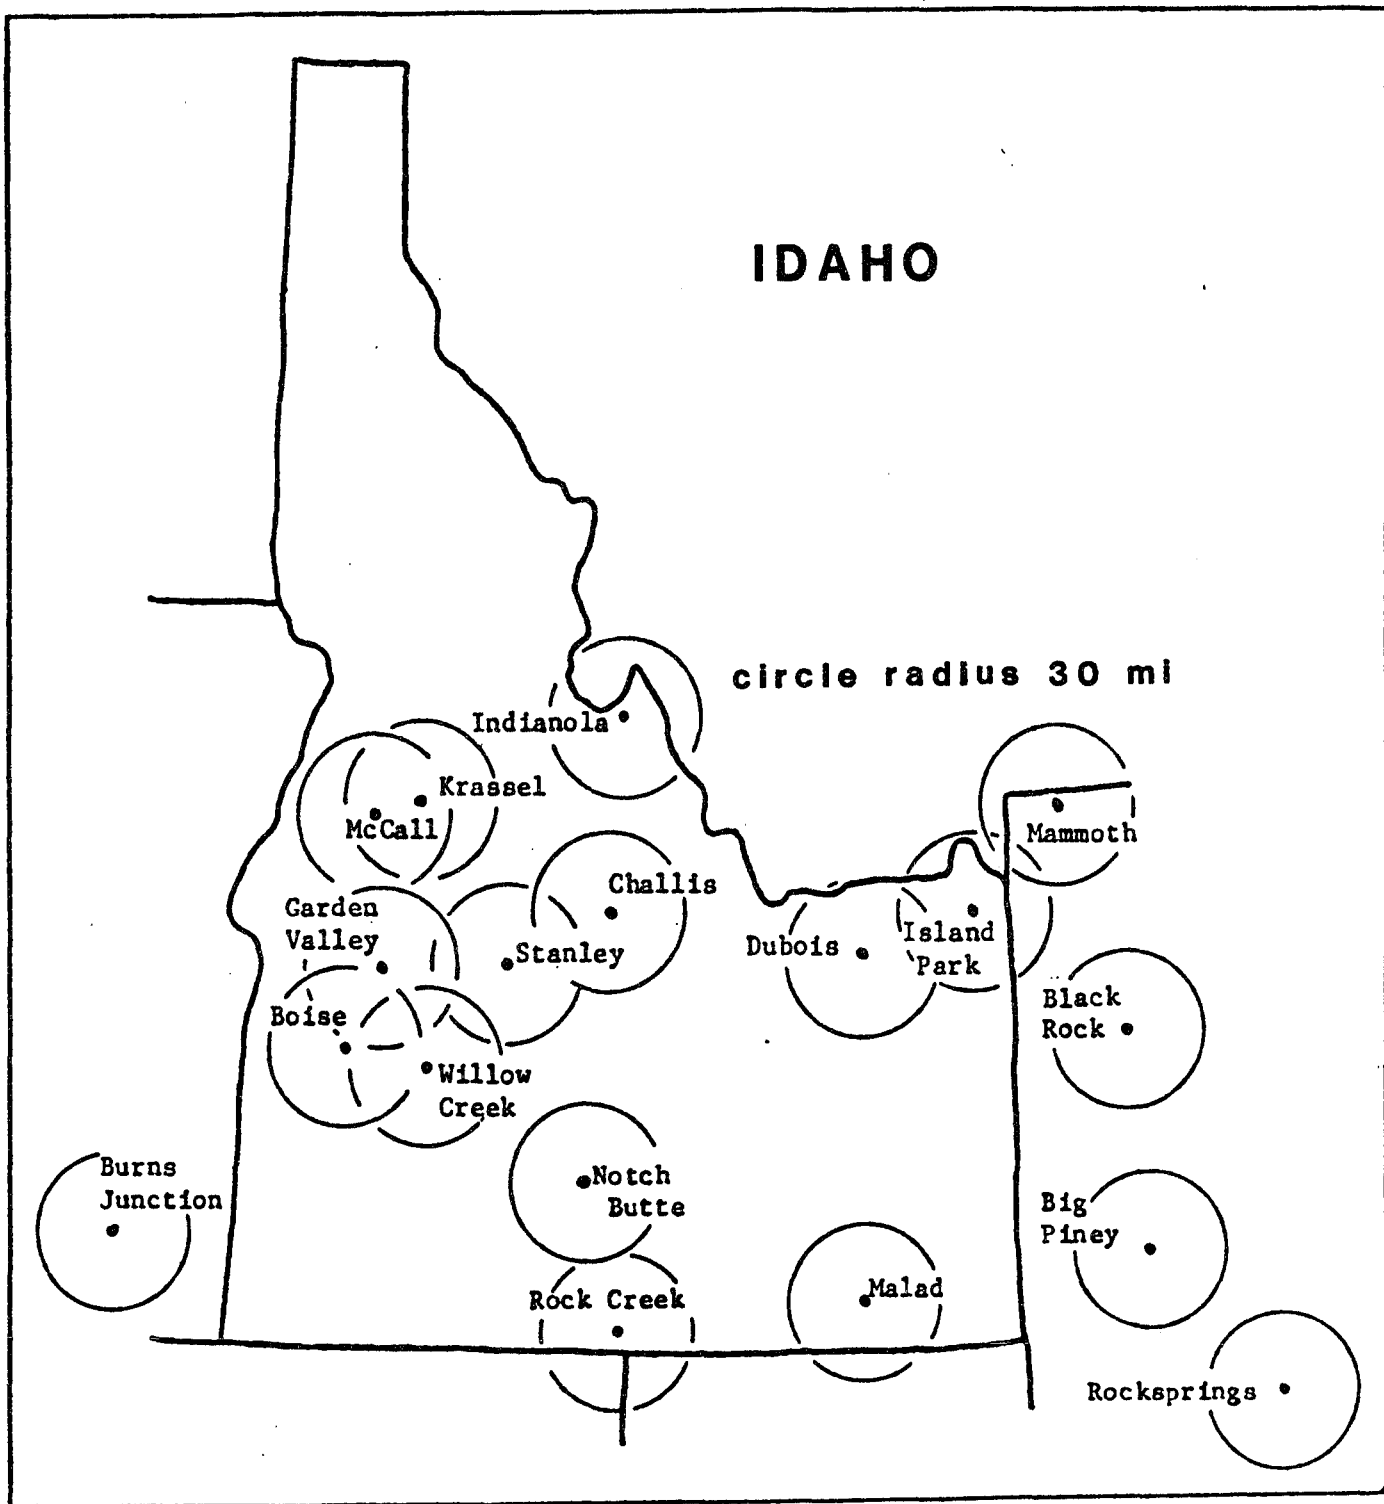 IDAHO
circle radius 30 mi
Indianola
Krassel
McCall
Mammoth
Challis
Garden
Valley
Stanley
Dubois
Island
Park
Black
Rock
Boise
Willow
Creek
Burns
Junction
Notch
Butte
Big
Piney
Malad
Rock Creek
Rocksprings